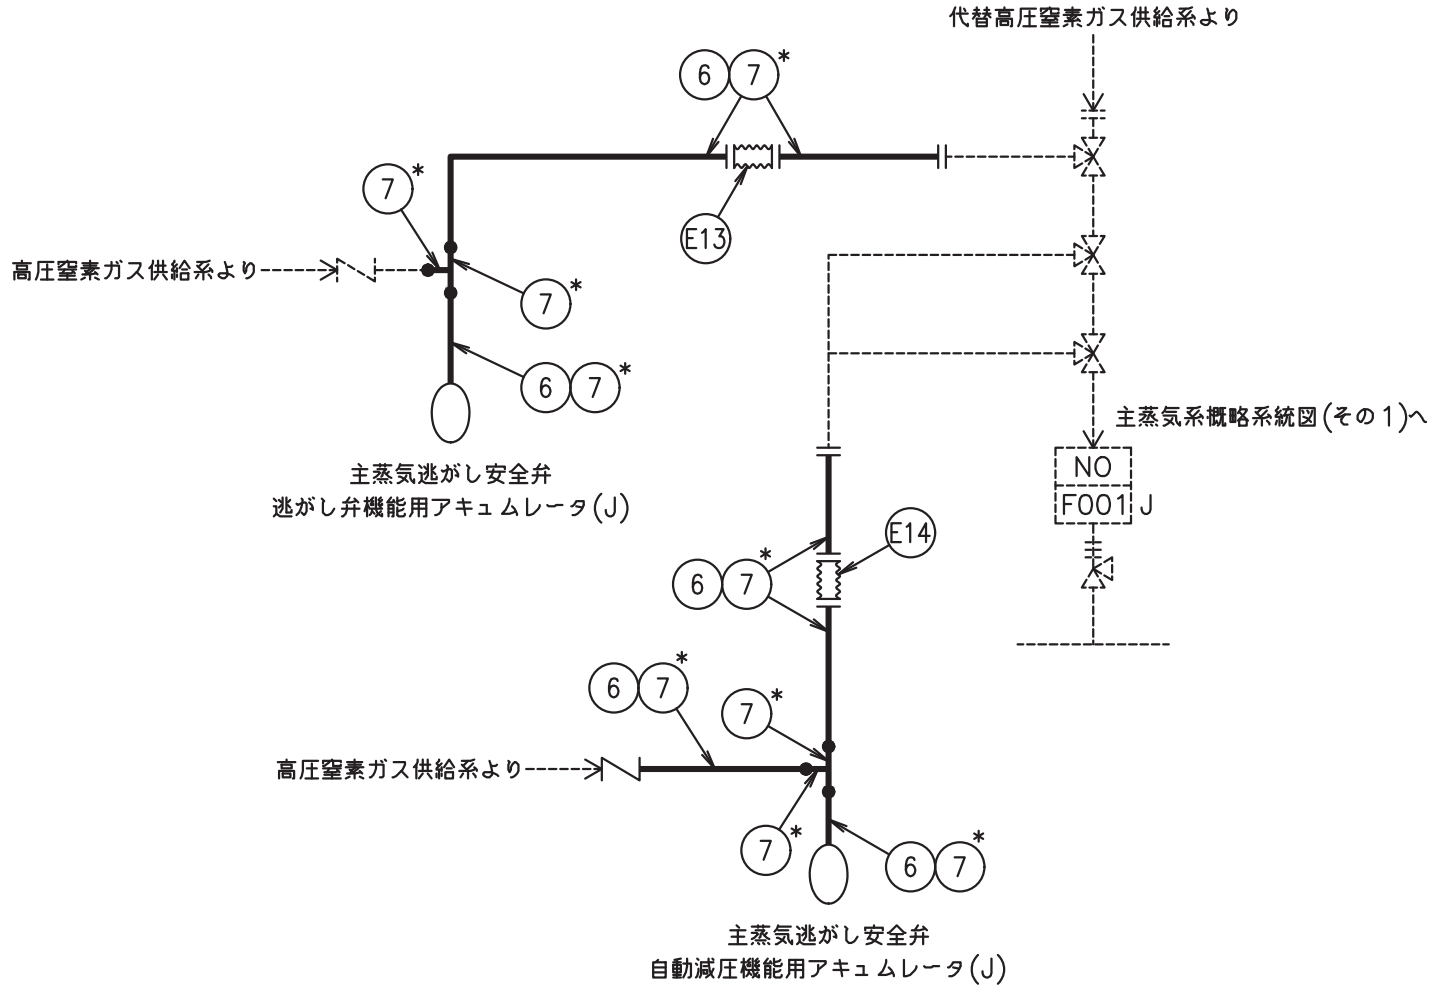 代替高圧窒素ガス供給系より
6 7*
7*
E13
高圧窒素ガス供給系より
7*
6 7*
主蒸気系概略系統図(その1)へ
主蒸気逃がし安全弁
逃がし弁機能用アキュムレータ(J)
NO
F001 J
E14
6 7*
6 7*
7*
高圧窒素ガス供給系より
7*
6 7*
主蒸気逃がし安全弁
自動減圧機能用アキュムレータ(J)